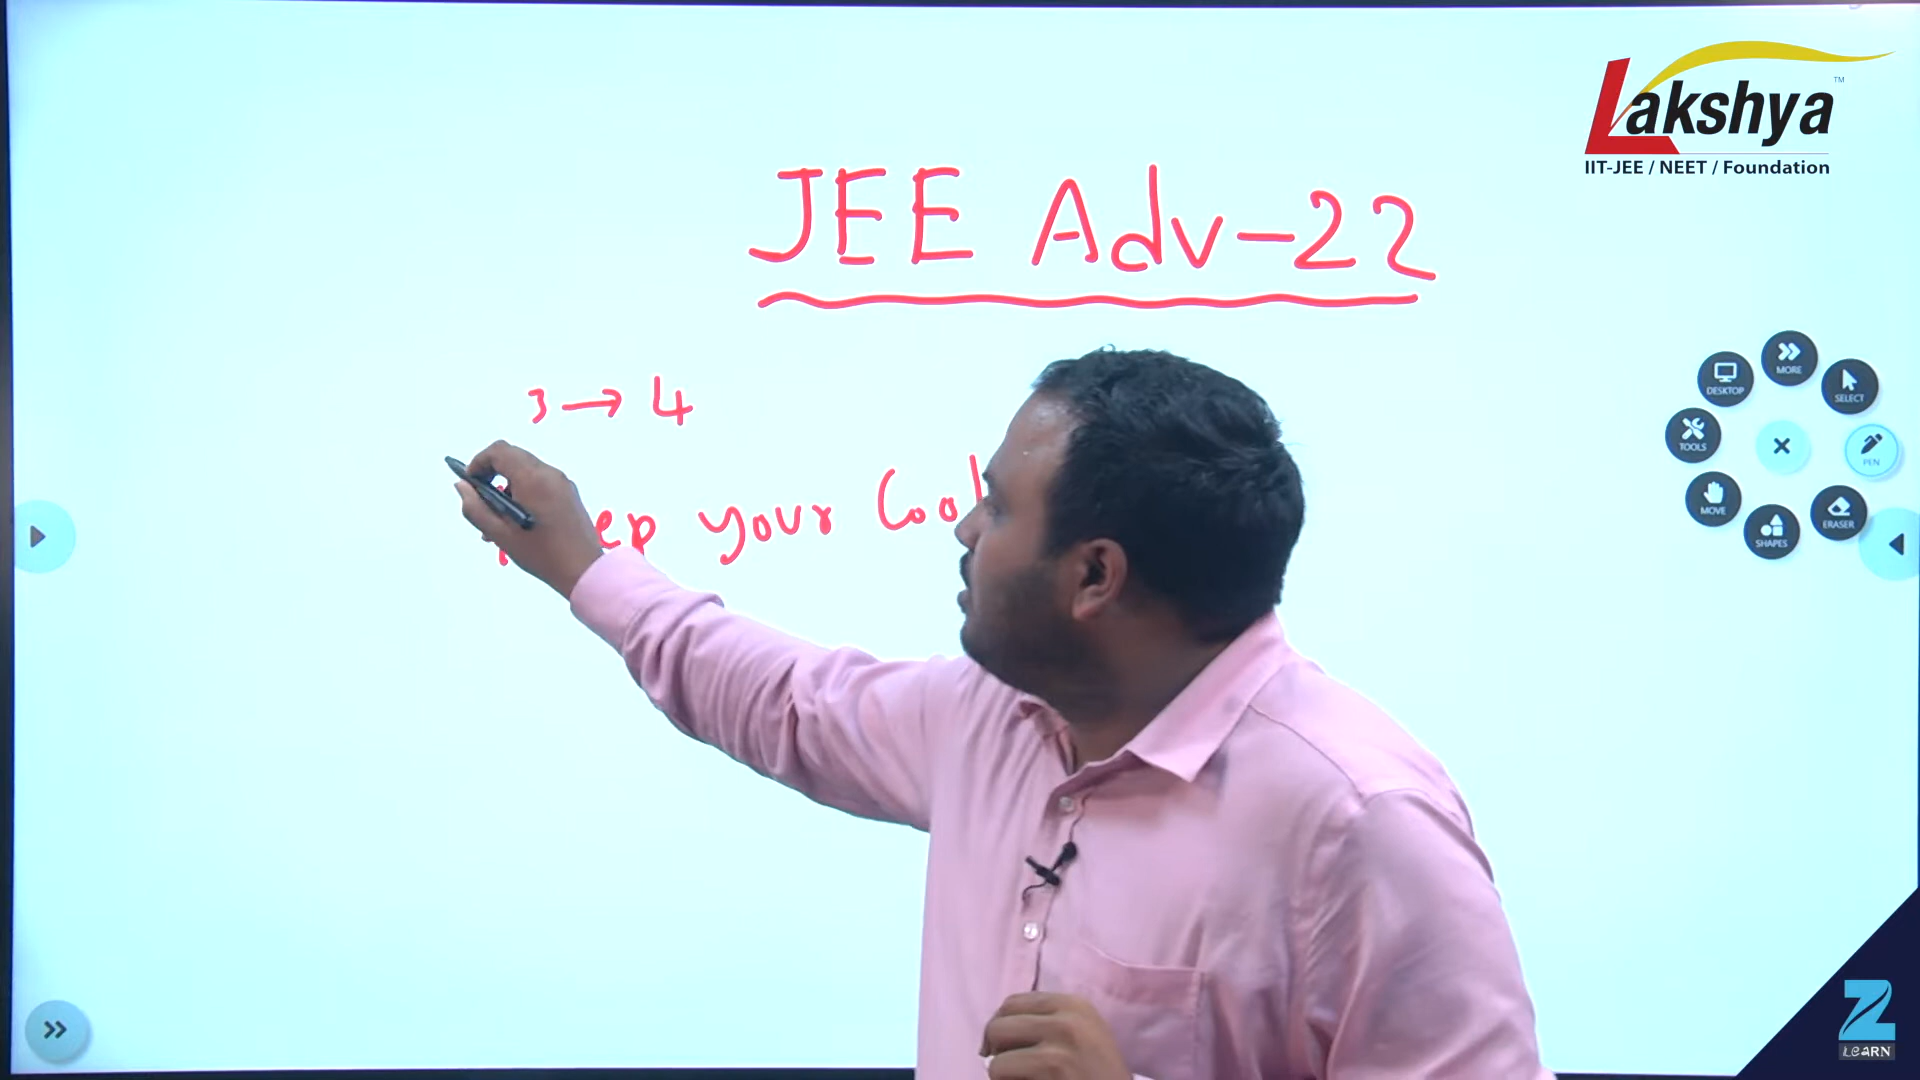 Lakshya™
IIT-JEE / NEET / Foundation
JEE Adv-22
3 → 4
your
MORE
DESKTOP
SELECT
TOOLS
PEN
MOVE
ERASER
SHAPES
Z
LEARN